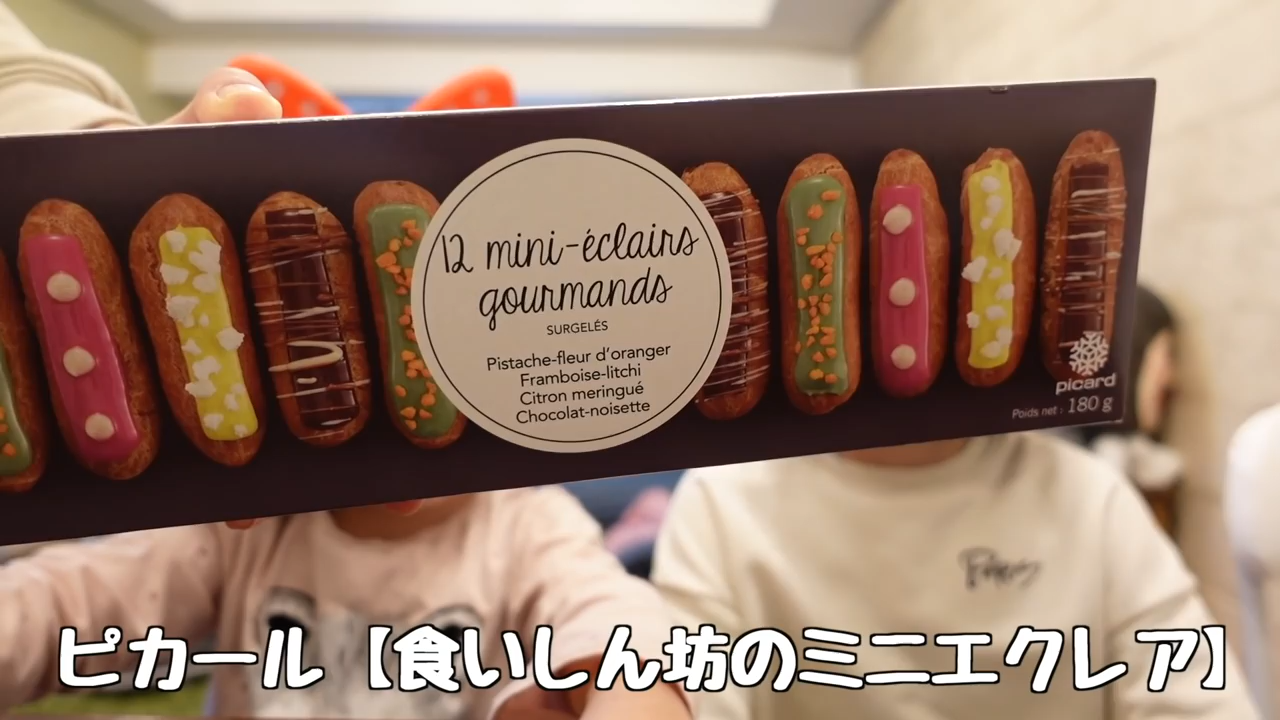 12 mini-éclairs
gourmands
SURGELÉS
Pistache-fleur d'oranger
Framboise-litchi
Citron meringué
Chocolat-noisette
picard
Poids net : 180 g
ピカール【食いしん坊のミニエクレア】